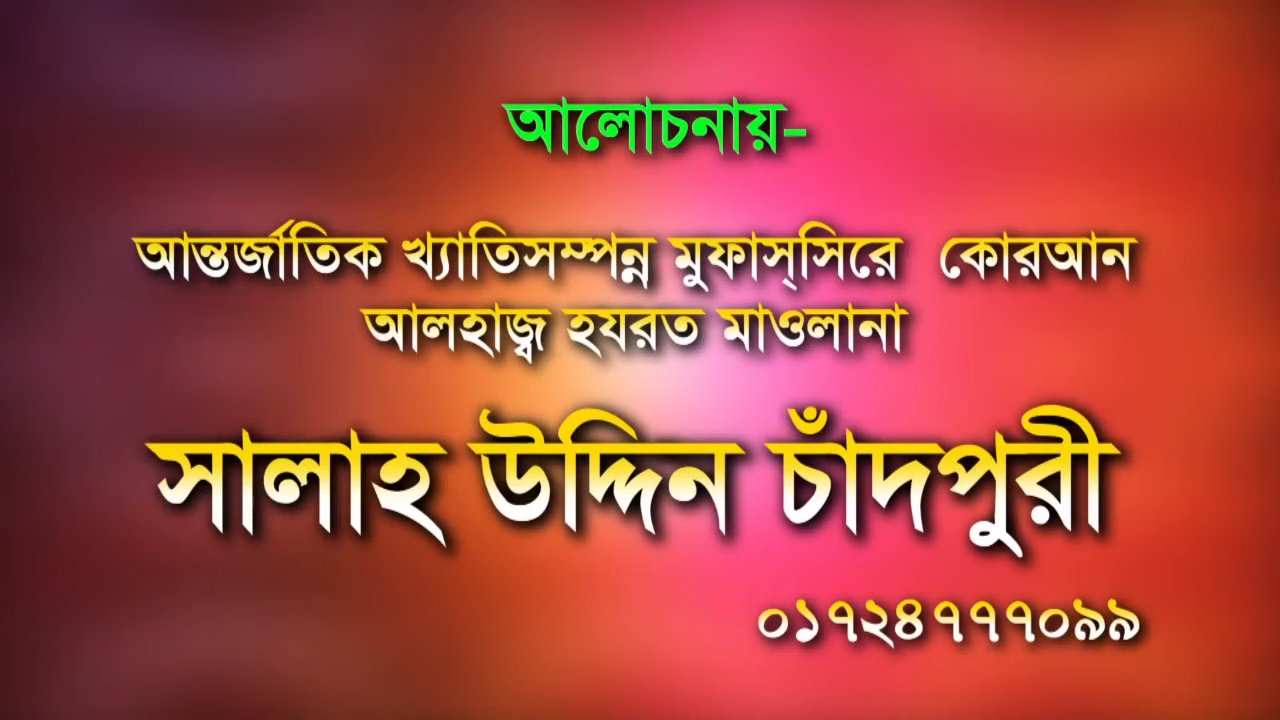 আলোচনায়-
আন্তর্জাতিক খ্যাতিসম্পন্ন মুফাস্‌সিরে কোরআন
আলহাজ্ব হযরত মাওলানা
সালাহ উদ্দিন চাঁদপুরী
০১৭২৪৭৭৭০৯৯